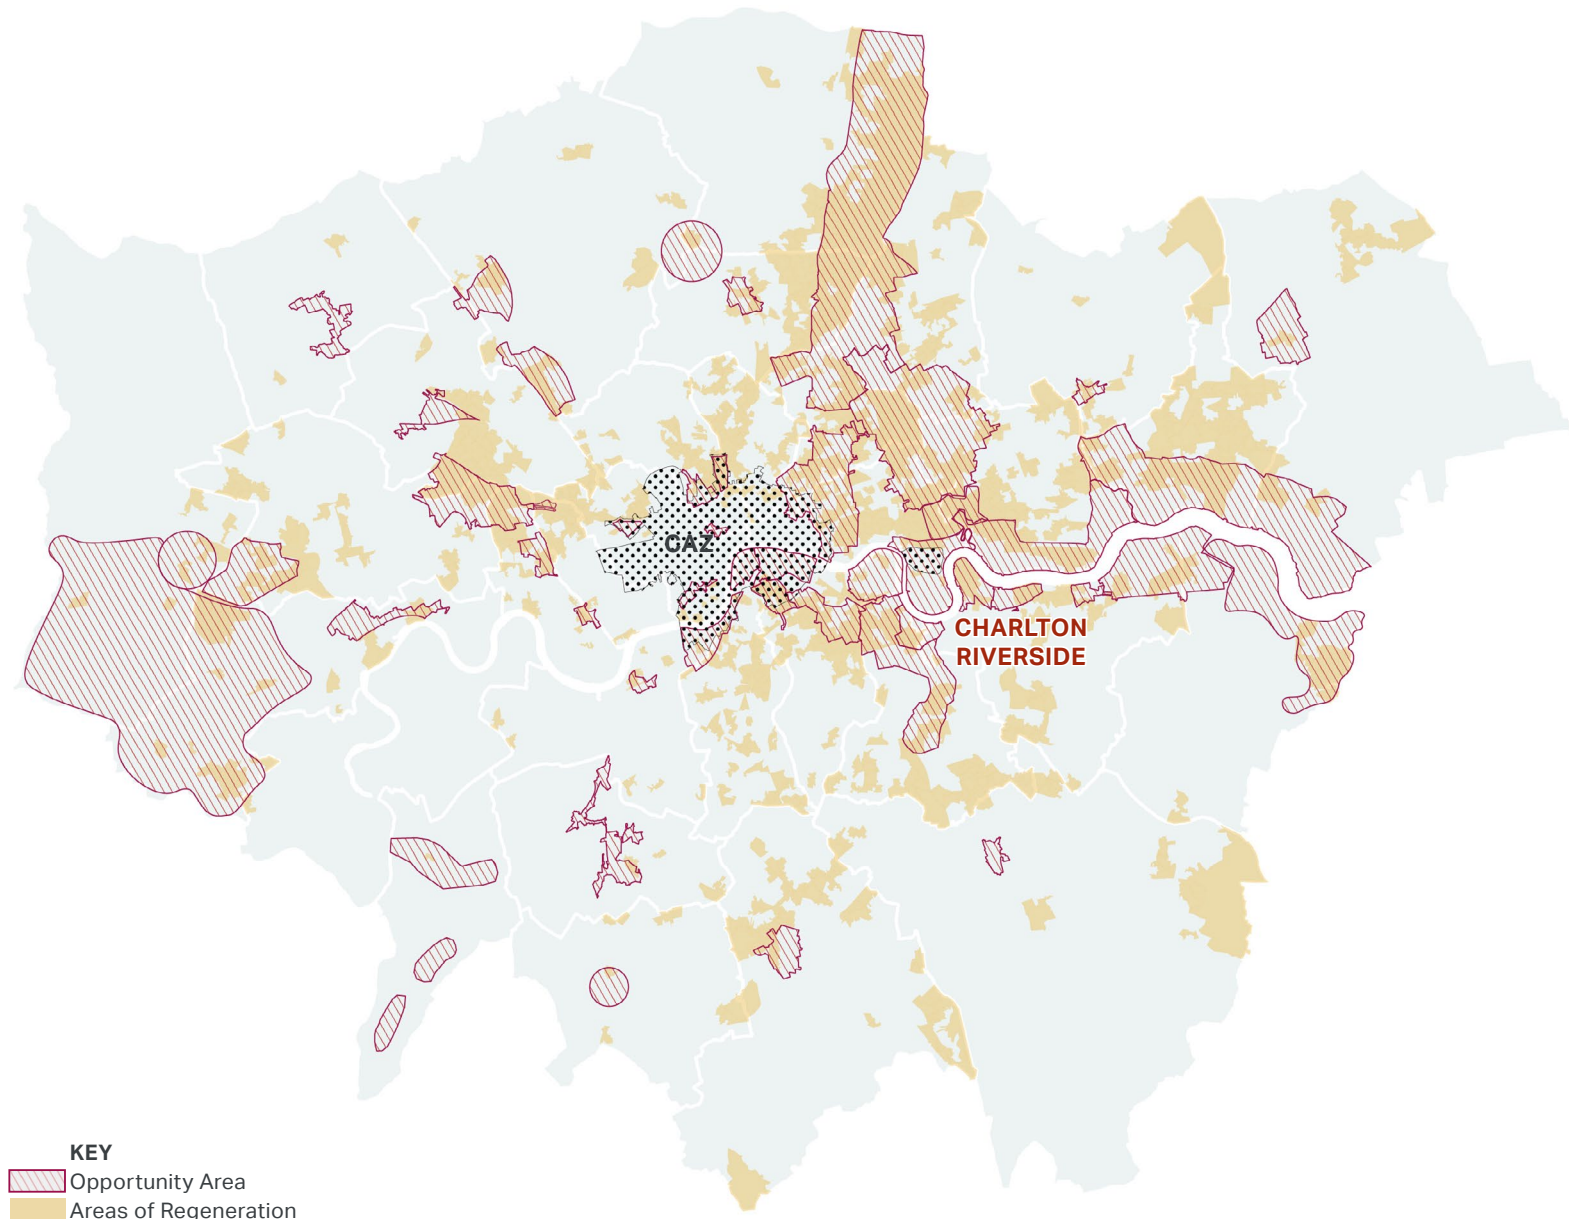 CAZ
CHARLTON
RIVERSIDE
KEY
Opportunity Area
Areas of Regeneration